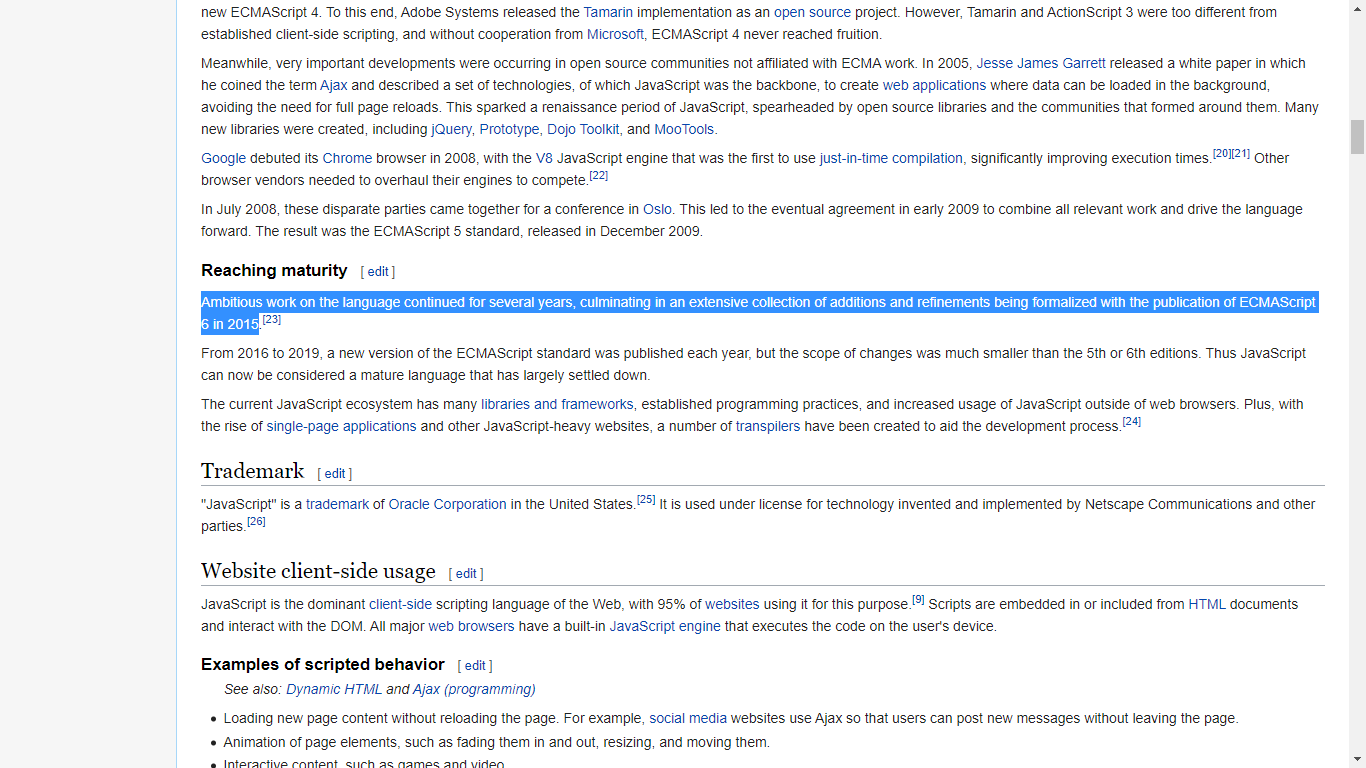 new ECMAScript 4. To this end, Adobe Systems released the Tamarin implementation as an open source project. However, Tamarin and ActionScript 3 were too different from
established client-side scripting, and without cooperation from Microsoft, ECMAScript 4 never reached fruition.
Meanwhile, very important developments were occurring in open source communities not affiliated with ECMA work. In 2005, Jesse James Garrett released a white paper in which
he coined the term Ajax and described a set of technologies, of which JavaScript was the backbone, to create web applications where data can be loaded in the background,
avoiding the need for full page reloads. This sparked a renaissance period of JavaScript, spearheaded by open source libraries and the communities that formed around them. Many
new libraries were created, including jQuery, Prototype, Dojo Toolkit, and MooTools.
Google debuted its Chrome browser in 2008, with the V8 JavaScript engine that was the first to use just-in-time compilation, significantly improving execution times.[20][21] Other
browser vendors needed to overhaul their engines to compete.[22]
In July 2008, these disparate parties came together for a conference in Oslo. This led to the eventual agreement in early 2009 to combine all relevant work and drive the language
forward. The result was the ECMAScript 5 standard, released in December 2009.
Reaching maturity [ edit ]
Ambitious work on the language continued for several years, culminating in an extensive collection of additions and refinements being formalized with the publication of ECMAScript
6 in 2015.[23]
From 2016 to 2019, a new version of the ECMAScript standard was published each year, but the scope of changes was much smaller than the 5th or 6th editions. Thus JavaScript
can now be considered a mature language that has largely settled down.
The current JavaScript ecosystem has many libraries and frameworks, established programming practices, and increased usage of JavaScript outside of web browsers. Plus, with
the rise of single-page applications and other JavaScript-heavy websites, a number of transpilers have been created to aid the development process.[24]
Trademark [ edit ]
"JavaScript" is a trademark of Oracle Corporation in the United States.[25] It is used under license for technology invented and implemented by Netscape Communications and other
parties.[26]
Website client-side usage [ edit ]
JavaScript is the dominant client-side scripting language of the Web, with 95% of websites using it for this purpose.[9] Scripts are embedded in or included from HTML documents
and interact with the DOM. All major web browsers have a built-in JavaScript engine that executes the code on the user's device.
Examples of scripted behavior [ edit ]
See also: Dynamic HTML and Ajax (programming)
• Loading new page content without reloading the page. For example, social media websites use Ajax so that users can post new messages without leaving the page.
• Animation of page elements, such as fading them in and out, resizing, and moving them.
• Interactive content, such as games and video.